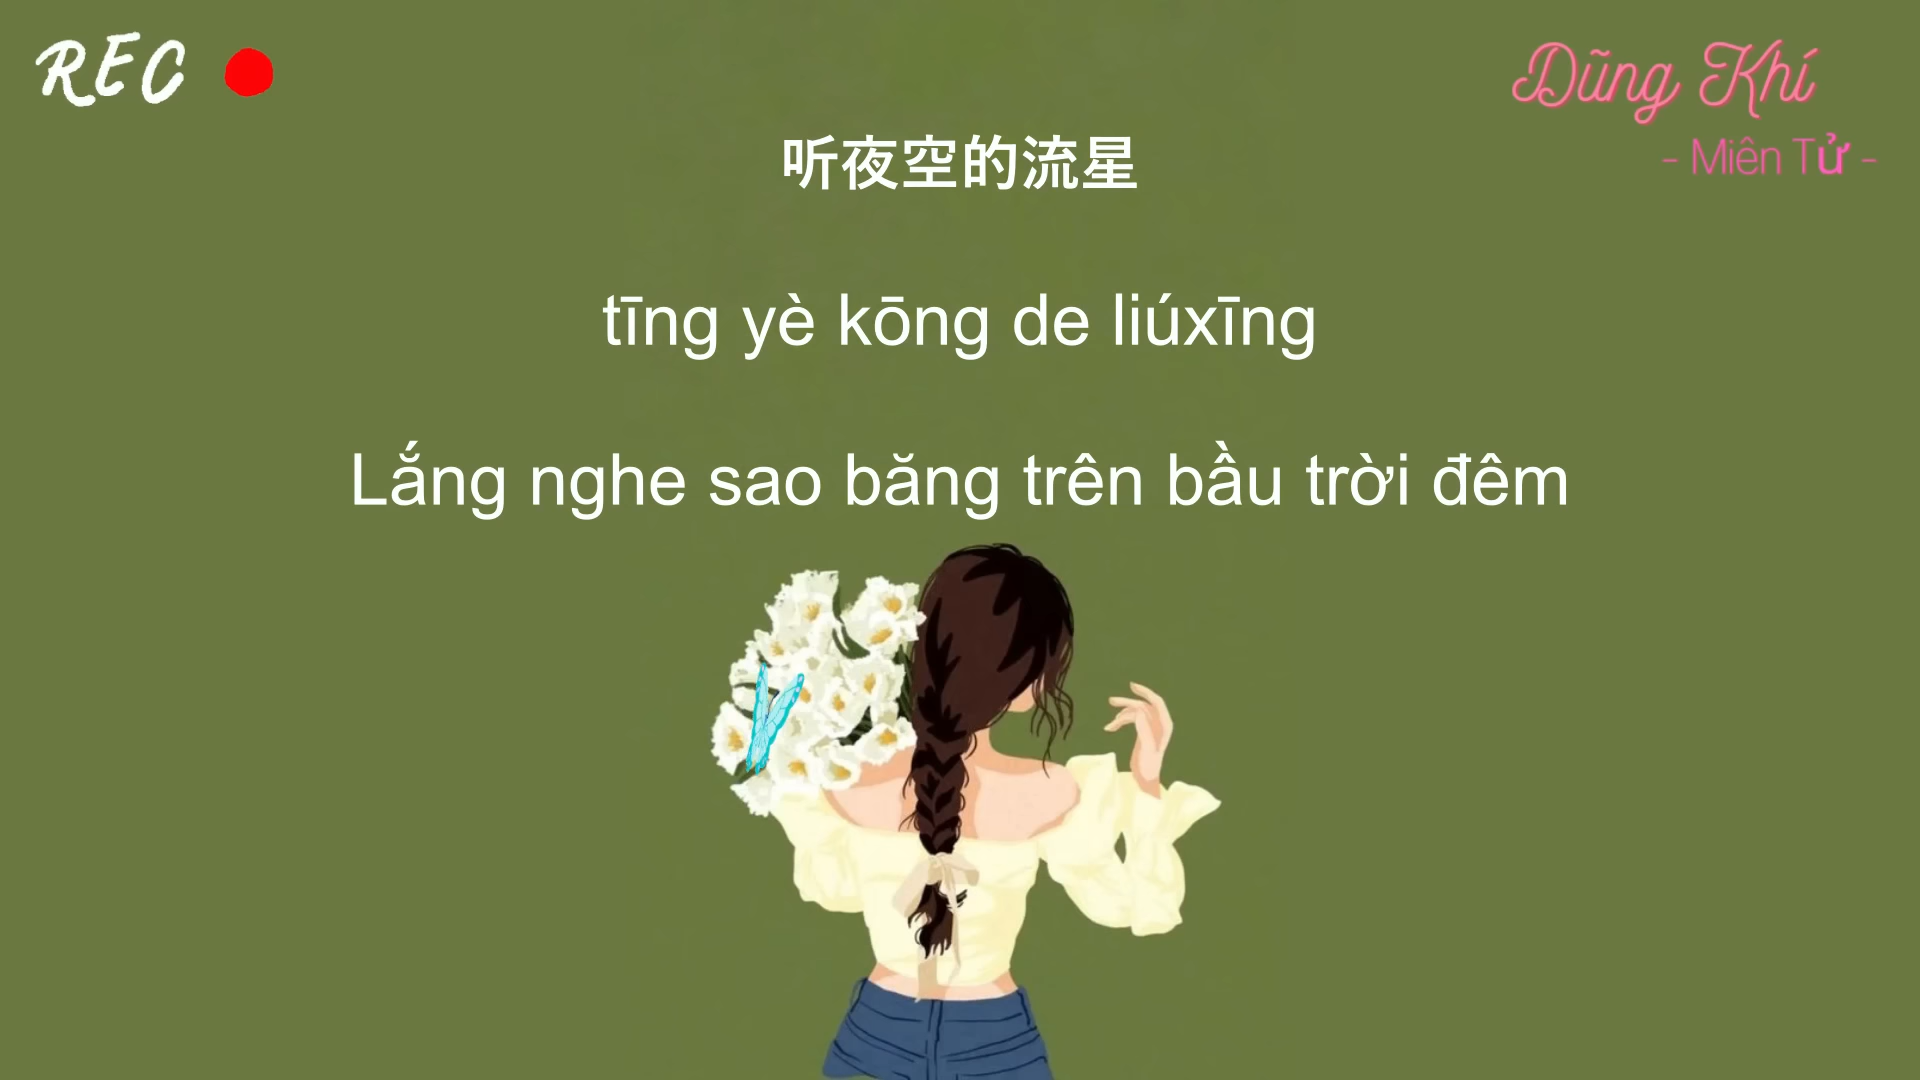 REC
Dũng Khí
- Miên Tử -
听夜空的流星
tīng yè kōng de liúxīng
Lắng nghe sao băng trên bầu trời đêm